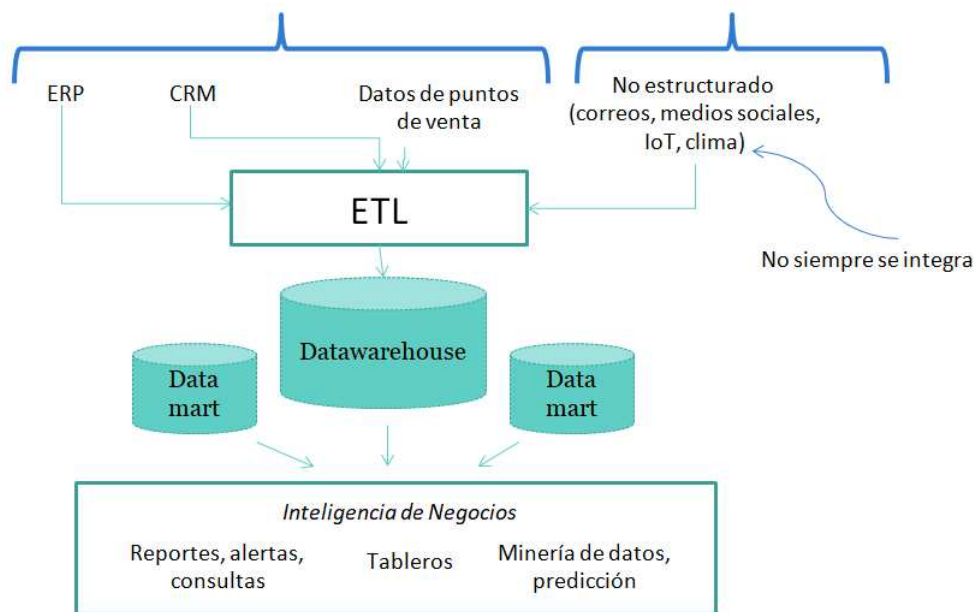 ERP
CRM
Datos de puntos
de venta
No estructurado
(correos, medios sociales,
IoT, clima)
ETL
No siempre se integra
Datawarehouse
Data
mart
Data
mart
Inteligencia de Negocios
Reportes, alertas,
consultas
Tableros
Minería de datos,
predicción